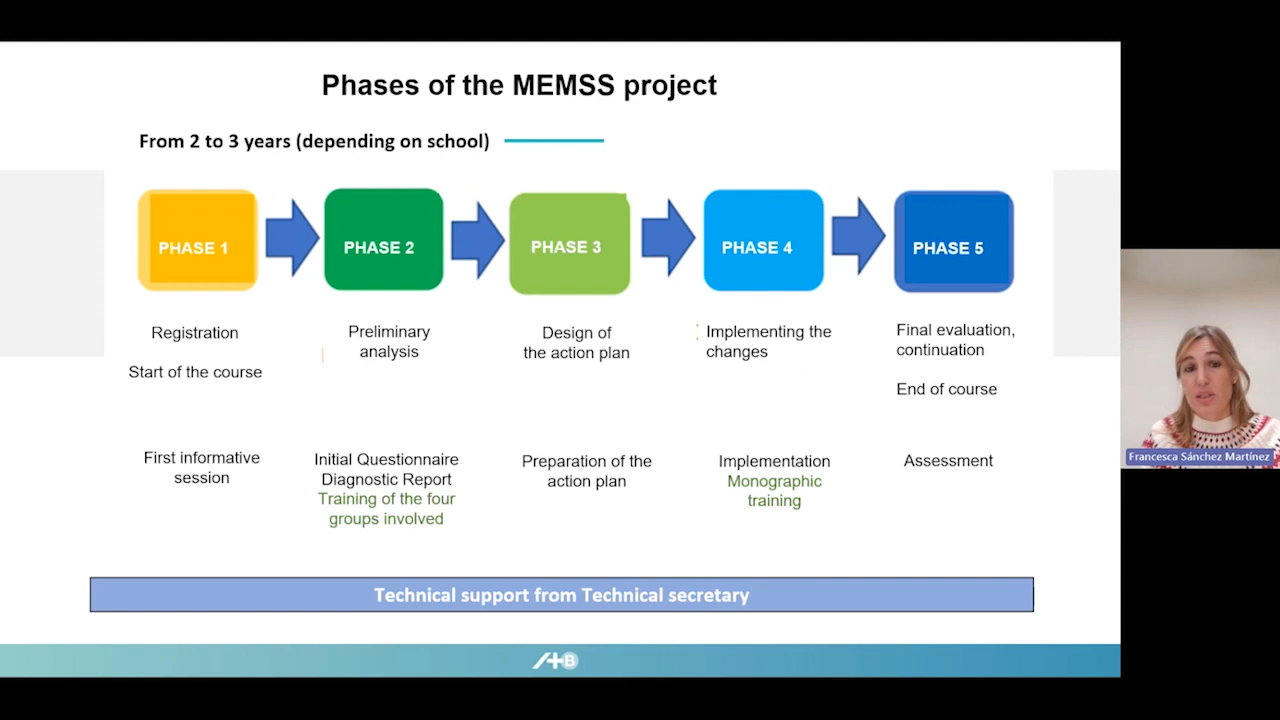 Phases of the MEMSS project
From 2 to 3 years (depending on school)
PHASE 1
PHASE 2
PHASE 3
PHASE 4
PHASE 5
Registration
Start of the course
Preliminary
analysis
Design of
the action plan
Implementing the
changes
Final evaluation,
continuation
End of course
First informative
session
Initial Questionnaire
Diagnostic Report
Training of the four
groups involved
Preparation of the
action plan
Implementation
Monographic
training
Assessment
Technical support from Technical secretary
Francesca Sánchez Martínez